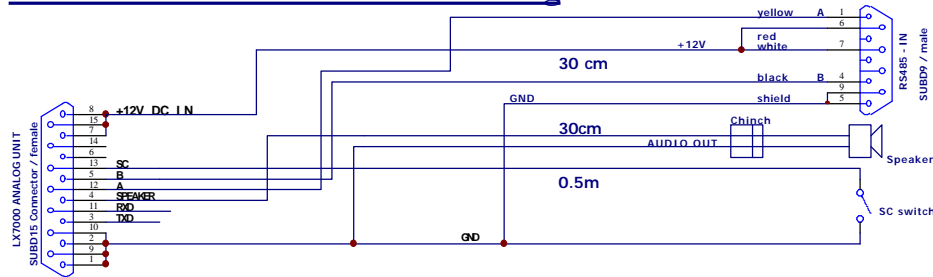 yellow A 1
6
red
+12V white 7
30 cm
black B 4
9
GND shield 5
RS485 - IN
SUBD9 / male
LX7000 ANALOG UNIT
SUBD15 Connector / female
8 +12V DC IN
15
7
14
6
13 SC
5 B
12 A
4 SPEAKER
11 RXD
3 TXD
10
2 GND
9
1
30cm
Chinch
AUDIO OUT
Speaker
0.5m
SC switch